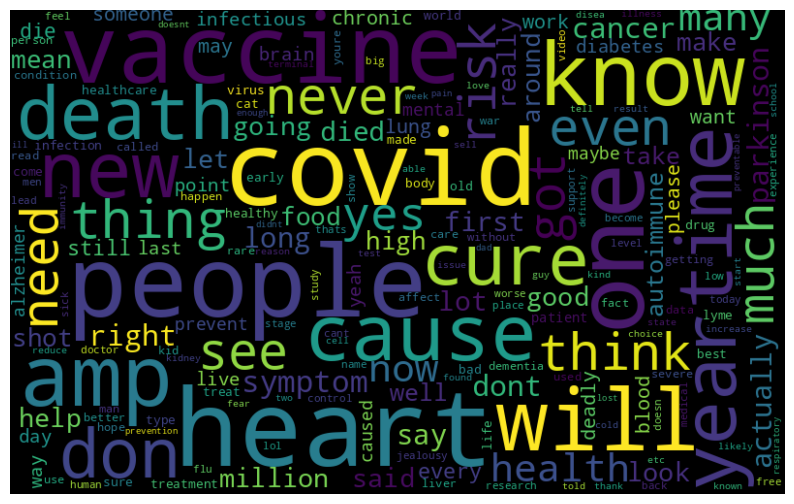 die someone infectious chronic world may work cancer many
feel person doesnt disea illness
mean vaccine brain terminal youre big risk really around video diabetes make
condition death healthcare virus cat never mental know
going died lung even want tell result school
ill infection called new let made maybe take parkinson
read come men point early able body old war sell please experience preventable
immunity lead happen covid got one year time
thing healthy food yes show first support definitely become drug
still last rare didnt thats long high care without dad autoimmune level getting low
need people reason test yeah cure issue guy kind good fact today start much
alzheimer sick study affect lot worse place patient data lyme
shot right prevent stage cant cell cause think state increase
reduce doctor kid kidney see name bad dementia choice best actually
amp live treat found now dont deadly used severe medical
help man better hope type caused fear two control symptom well life blood doesn lost cold
day don prevention lol heart say will etc likely respiratory
way use sure flu jealousy every health look free
human treatment million liver said research told thank back known
week pain enough love